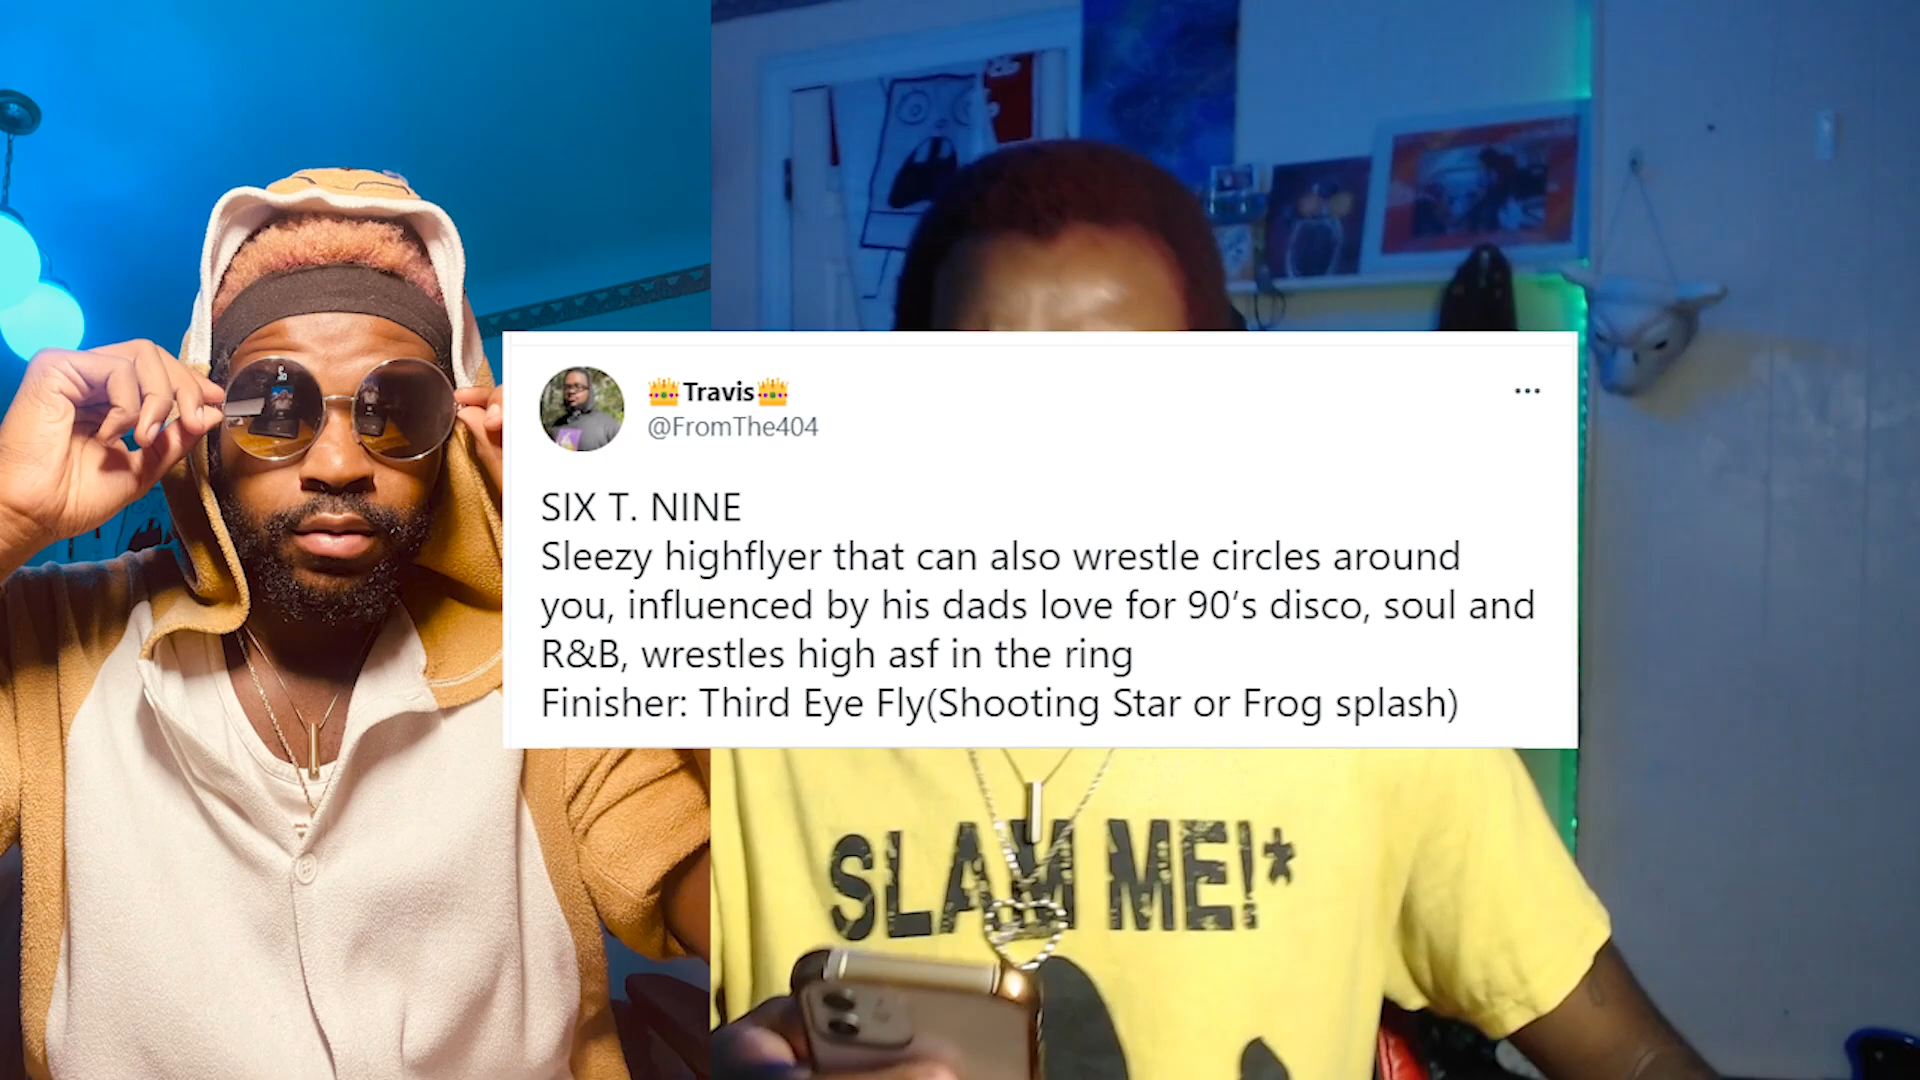 👑Travis👑
@FromThe404
SIX T. NINE
Sleezy highflyer that can also wrestle circles around
you, influenced by his dads love for 90’s disco, soul and
R&B, wrestles high asf in the ring
Finisher: Third Eye Fly(Shooting Star or Frog splash)
SLAM ME!*